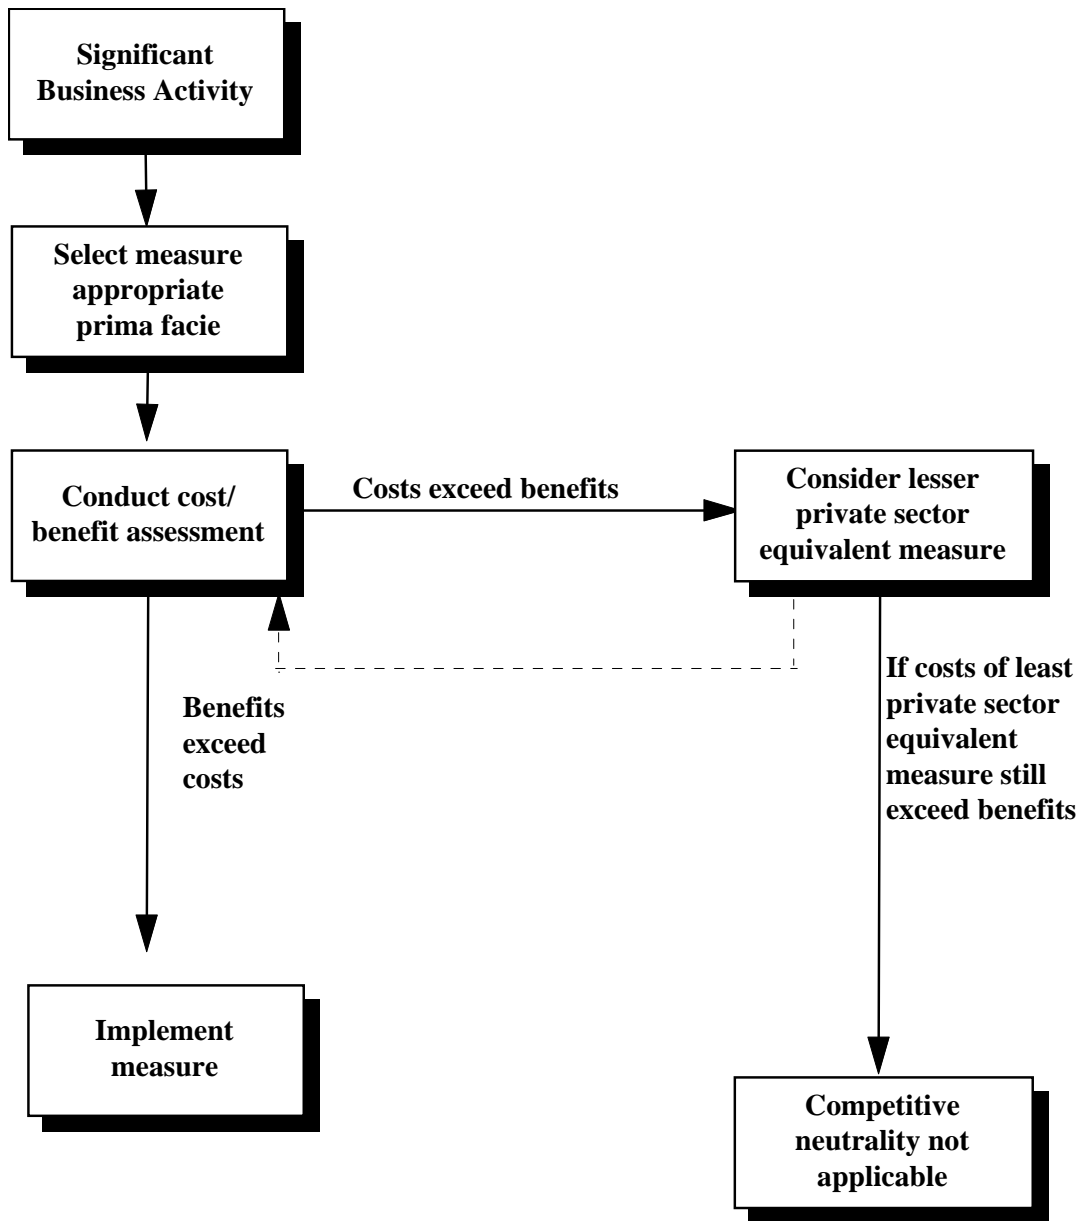 Significant
Business Activity
Select measure
appropriate
prima facie
Conduct cost/
benefit assessment
Costs exceed benefits
Consider lesser
private sector
equivalent measure
Benefits
exceed
costs
If costs of least
private sector
equivalent
measure still
exceed benefits
Implement
measure
Competitive
neutrality not
applicable